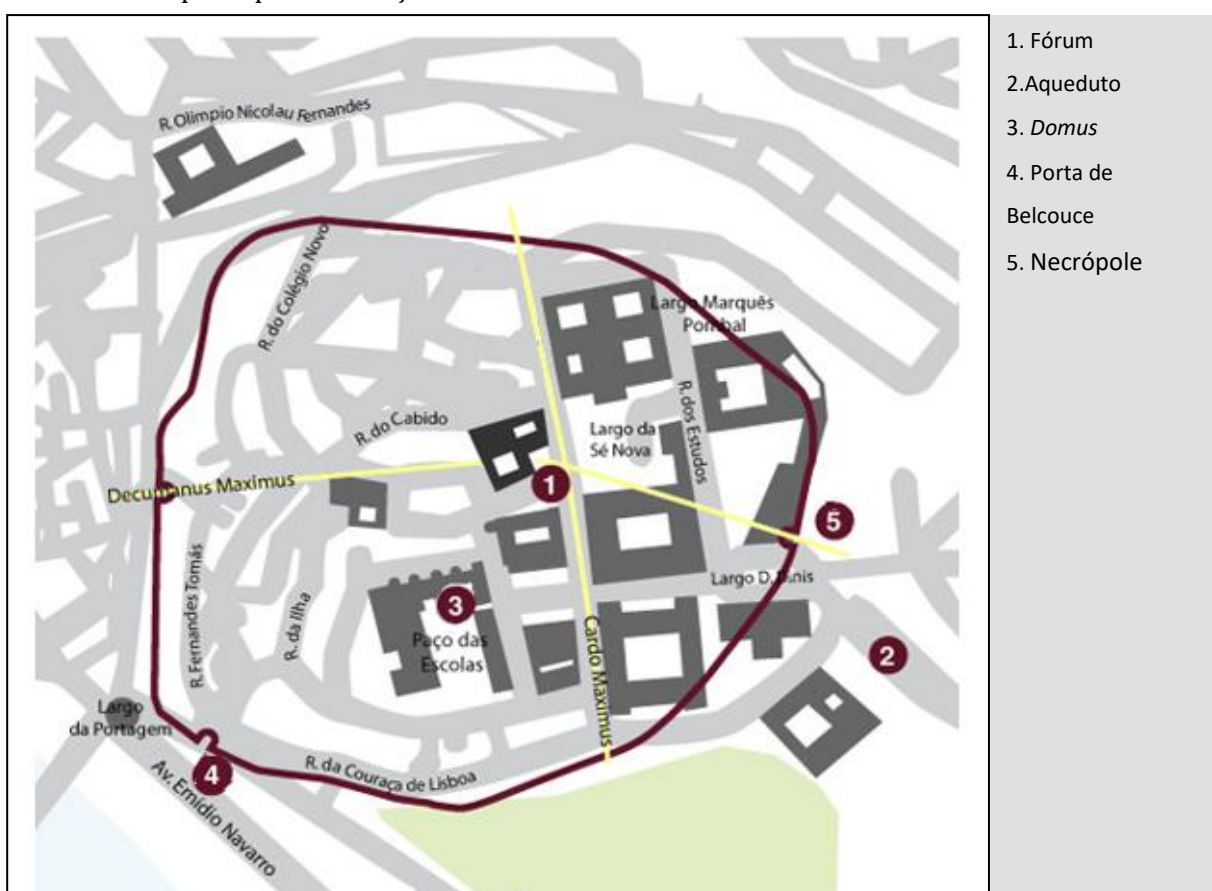 R. Olímpio Nicolau Fernandes
R. do Colégio Novo
Largo Marquês
Pombal
R. dos Estudos
R. do Cabido
Largo da
Sé Nova
Decumanus Maximus
1
5
R. Fernandes Tomás
R. da Ilha
3
Paço das
Escolas
Largo D. Dinis
Cardo Maximus
2
Largo
da Portagem
4
R. da Couraça de Lisboa
Av. Emídio Navarro
1. Fórum
2.Aqueduto
3. Domus
4. Porta de
Belcouce
5. Necrópole